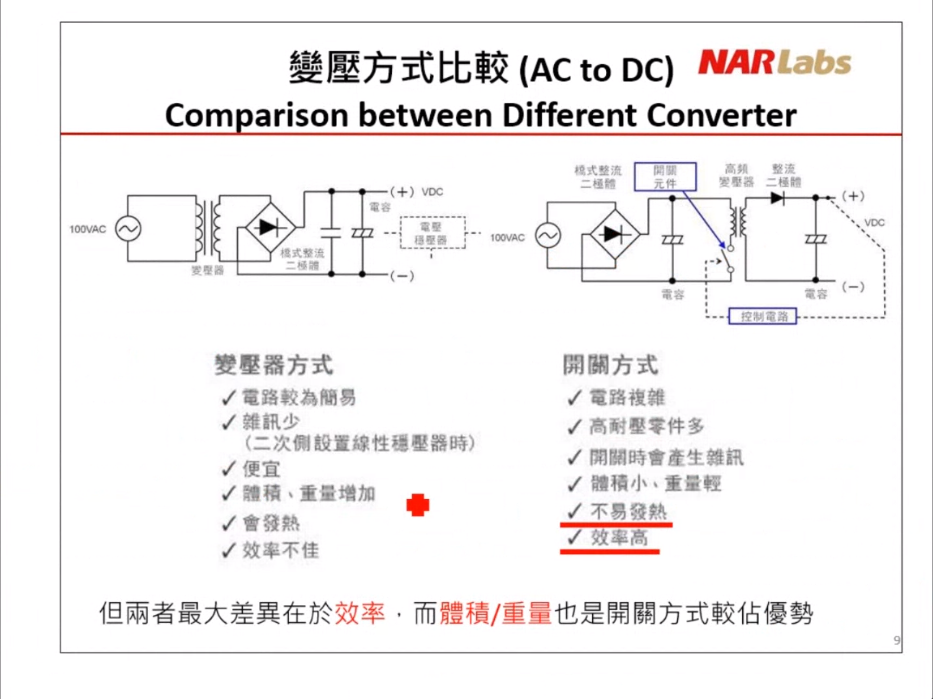 變壓方式比較 (AC to DC)
NARLabs
Comparison between Different Converter
100VAC
變壓器
橋式整流
二極體
(+) VDC
電容
電壓
穩壓器
(−)
100VAC
橋式整流
二極體
開關
元件
高頻
變壓器
整流
二極體
(+)
VDC
電容
電容
(−)
控制電路
變壓器方式
✓ 電路較為簡易
✓ 雜訊少
(二次側設置線性穩壓器時)
✓ 便宜
✓ 體積、重量增加
✓ 會發熱
✓ 效率不佳
開關方式
✓ 電路複雜
✓ 高耐壓零件多
✓ 開關時會產生雜訊
✓ 體積小、重量輕
✓ 不易發熱
✓ 效率高
但兩者最大差異在於效率，而體積/重量也是開關方式較佔優勢
9